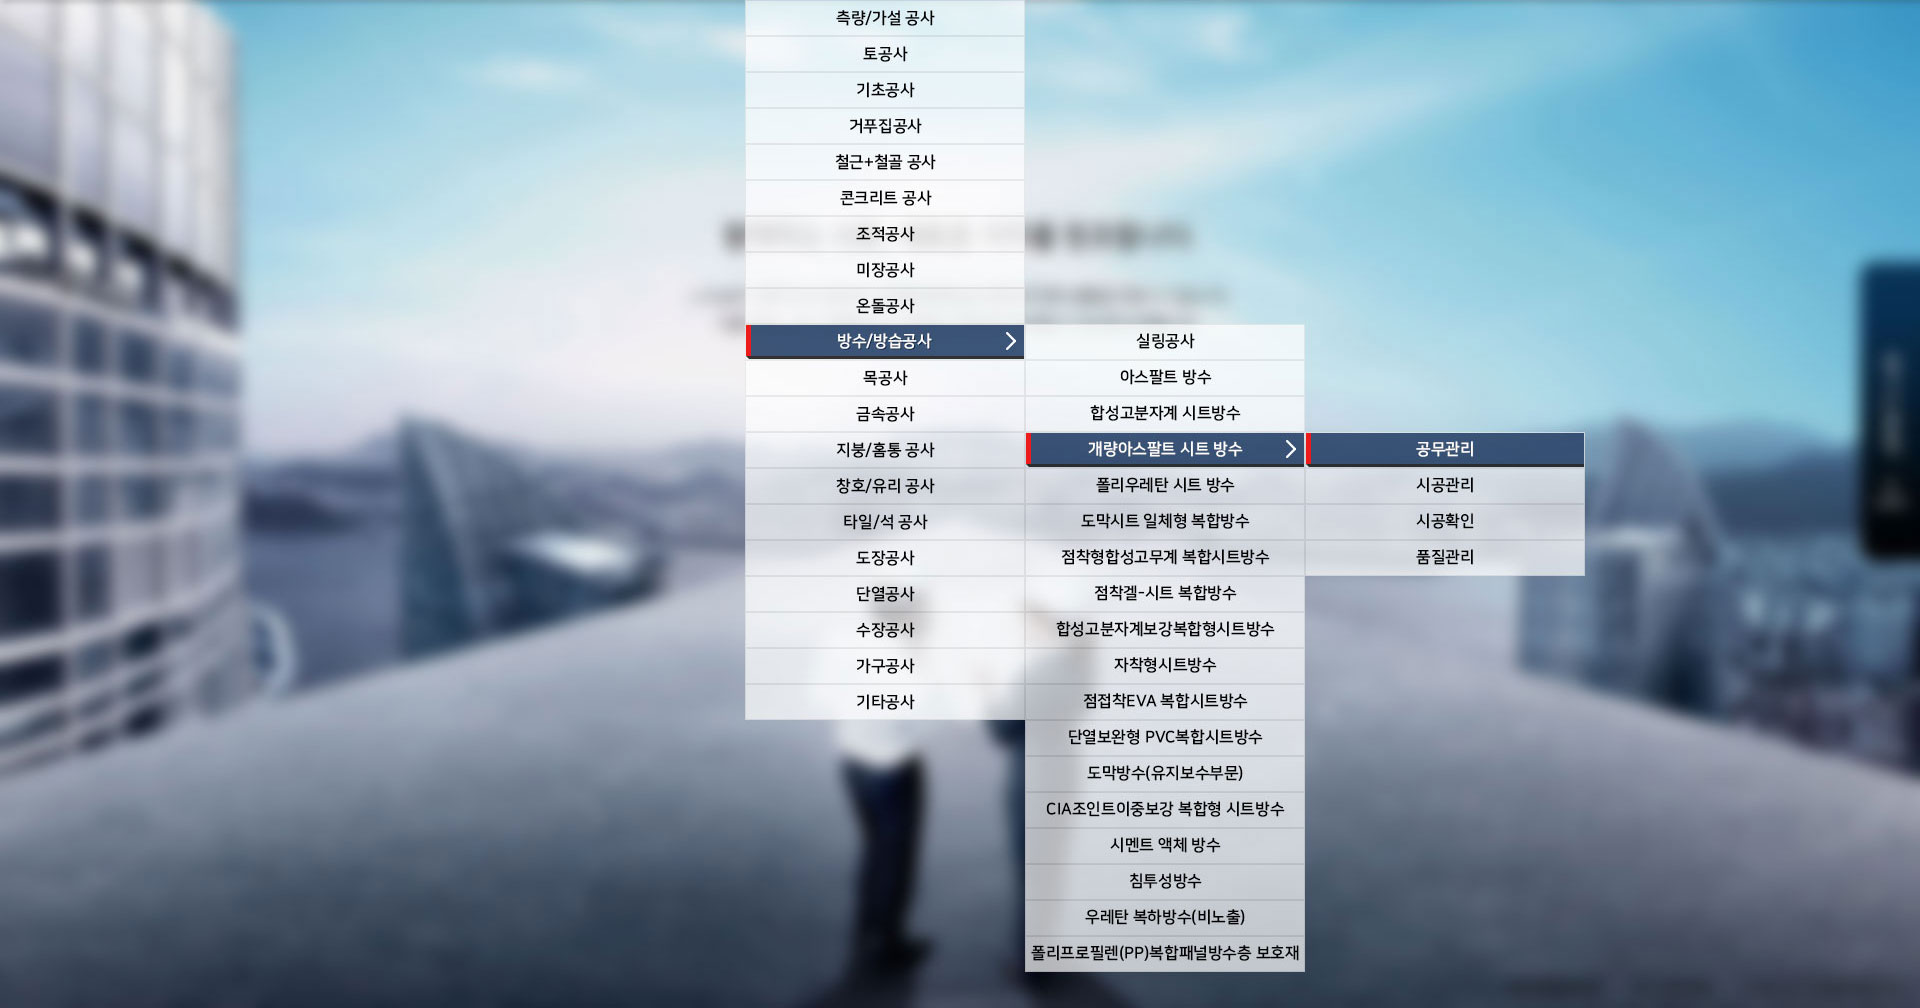 측량/가설 공사
토공사
기초공사
거푸집공사
철근+철골 공사
콘크리트 공사
조적공사
미장공사
온돌공사
방수/방습공사
목공사
금속공사
지붕/홈통 공사
창호/유리 공사
타일/석 공사
도장공사
단열공사
수장공사
가구공사
기타공사
실링공사
아스팔트 방수
합성고분자계 시트방수
개량아스팔트 시트 방수
폴리우레탄 시트 방수
도막시트 일체형 복합방수
점착형합성고무계 복합시트방수
점착겔-시트 복합방수
합성고분자계보강복합형시트방수
자착형시트방수
점접착EVA 복합시트방수
단열보완형 PVC복합시트방수
도막방수(유지보수부문)
CIA조인트이중보강 복합형 시트방수
시멘트 액체 방수
침투성방수
우레탄 복하방수(비노출)
폴리프로필렌(PP)복합패널방수층 보호재
공무관리
시공관리
시공확인
품질관리